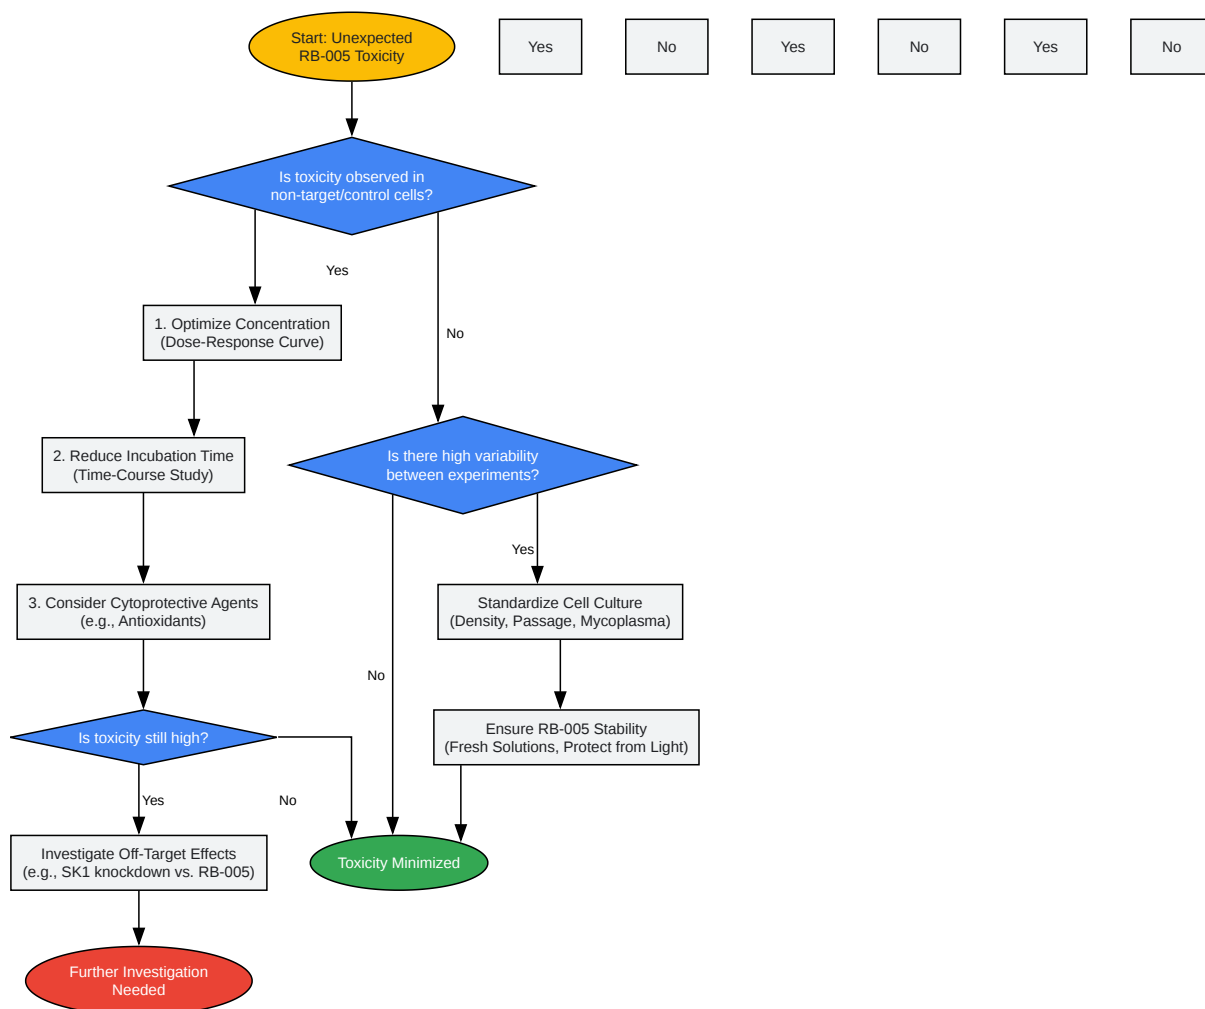 Start: Unexpected
RB-005 Toxicity
Yes
No
Yes
No
Yes
No
Is toxicity observed in
non-target/control cells?
Yes
1. Optimize Concentration
(Dose-Response Curve)
No
2. Reduce Incubation Time
(Time-Course Study)
Is there high variability
between experiments?
Yes
3. Consider Cytoprotective Agents
(e.g., Antioxidants)
Standardize Cell Culture
(Density, Passage, Mycoplasma)
No
Is toxicity still high?
Ensure RB-005 Stability
(Fresh Solutions, Protect from Light)
Yes
No
Investigate Off-Target Effects
(e.g., SK1 knockdown vs. RB-005)
Toxicity Minimized
Further Investigation
Needed